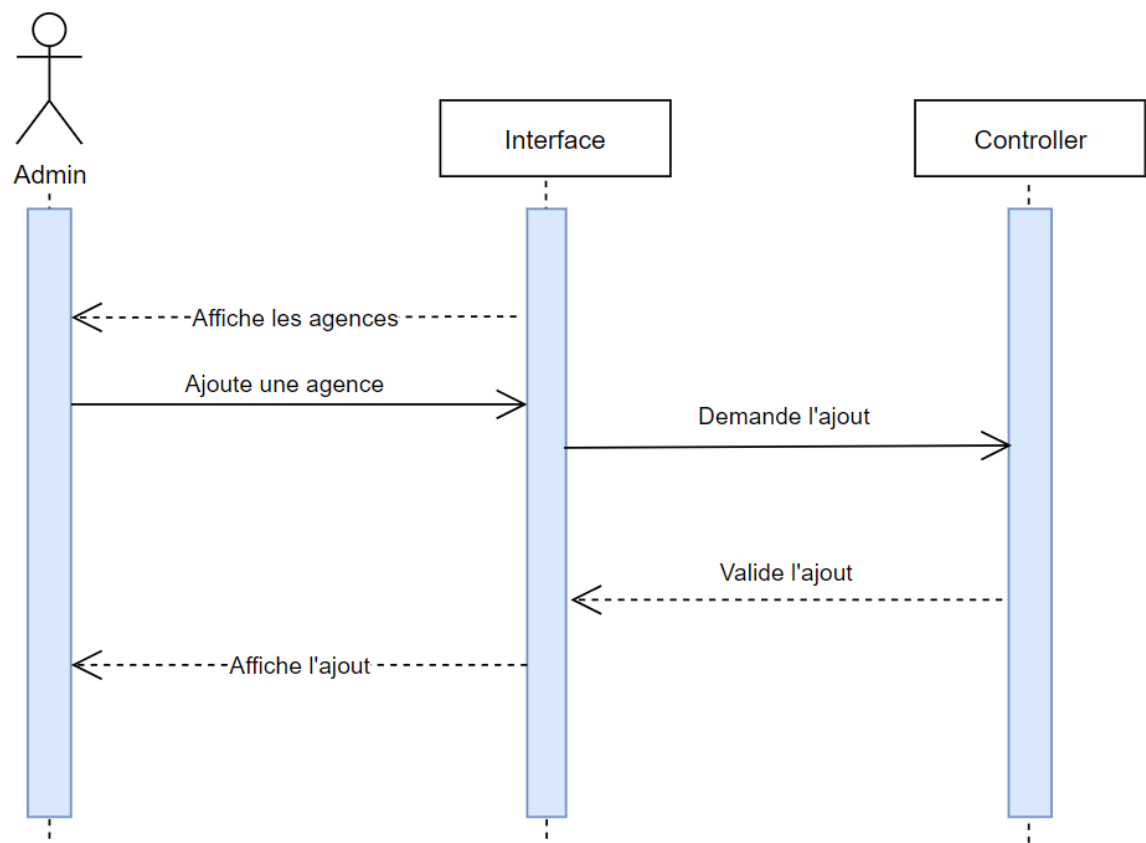 Interface
Controller
Admin
Affiche les agences
Ajoute une agence
Demande l'ajout
Valide l'ajout
Affiche l'ajout